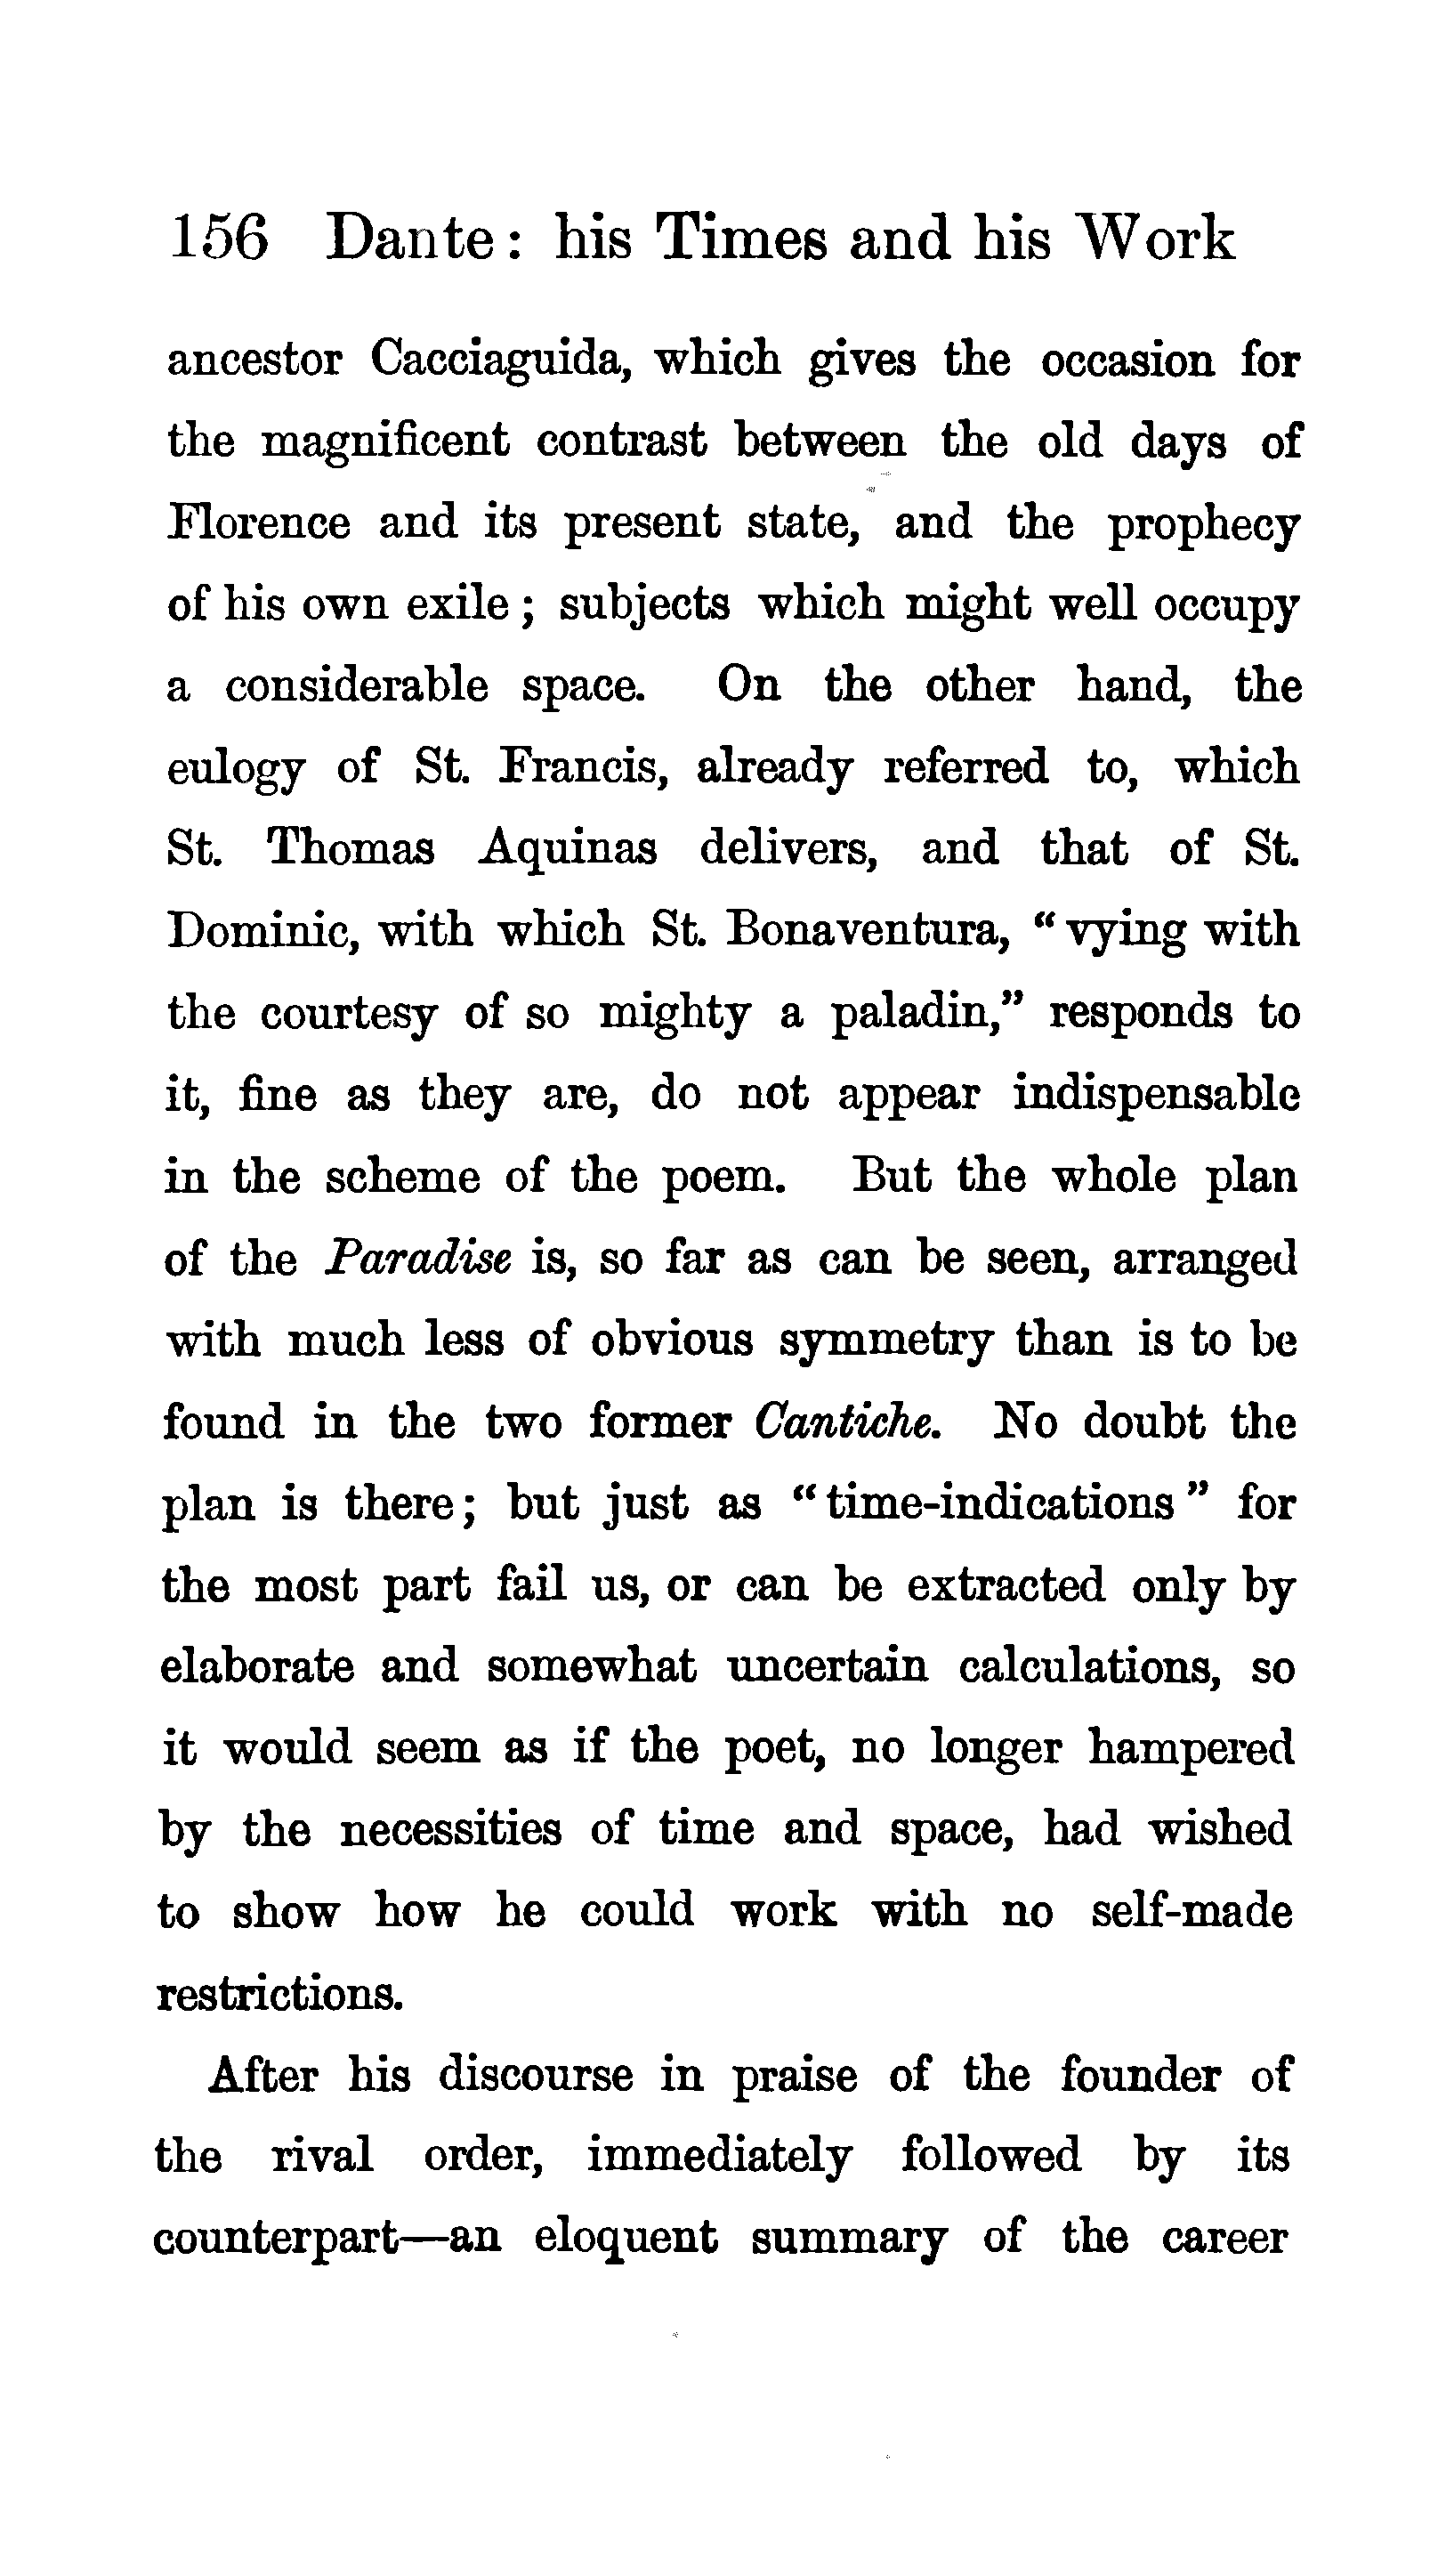 156 Dante: his Times and his Work
ancestor Cacciaguida, which gives the occasion for
the magnificent contrast between the old days of
Florence and its present state, and the prophecy
of his own exile; subjects which might well occupy
a considerable space. On the other hand, the
eulogy of St. Francis, already referred to, which
St. Thomas Aquinas delivers, and that of St.
Dominic, with which St. Bonaventura, "vying with
the courtesy of so mighty a paladin," responds to
it, fine as they are, do not appear indispensable
in the scheme of the poem. But the whole plan
of the Paradise is, so far as can be seen, arranged
with much less of obvious symmetry than is to be
found in the two former Cantiche. No doubt the
plan is there; but just as "time-indications" for
the most part fail us, or can be extracted only by
elaborate and somewhat uncertain calculations, so
it would seem as if the poet, no longer hampered
by the necessities of time and space, had wished
to show how he could work with no self-made
restrictions.
After his discourse in praise of the founder of
the rival order, immediately followed by its
counterpart—an eloquent summary of the career